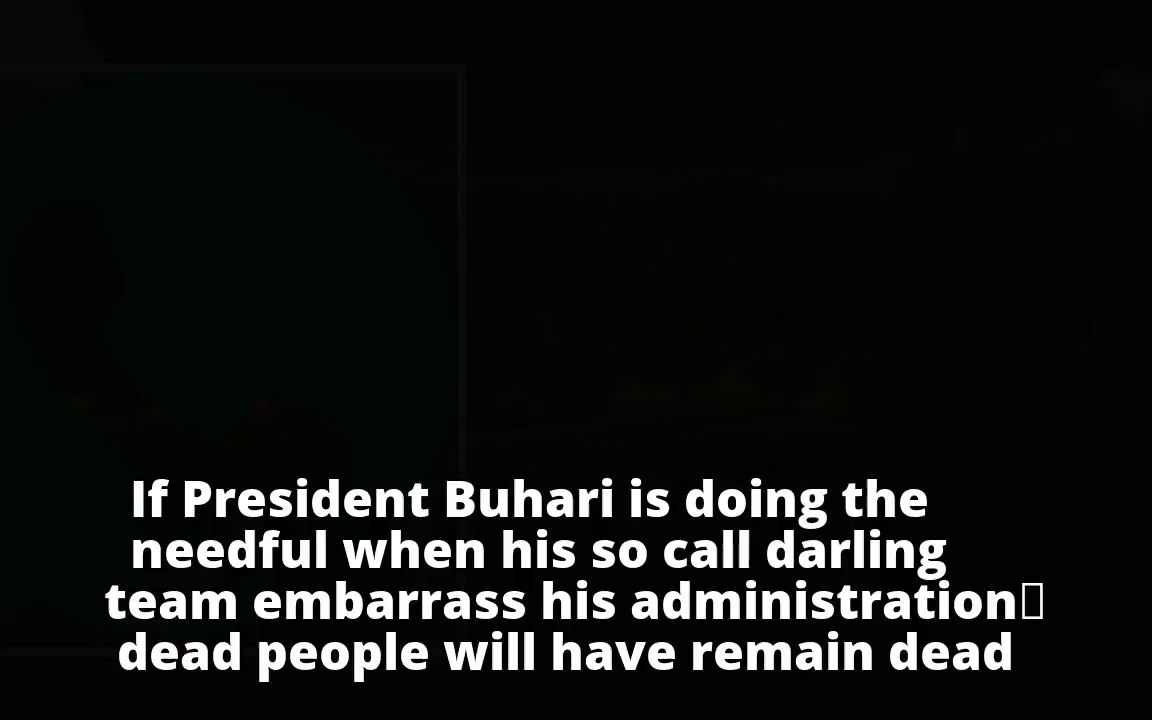 If President Buhari is doing the
needful when his so call darling
team embarrass his administration
dead people will have remain dead